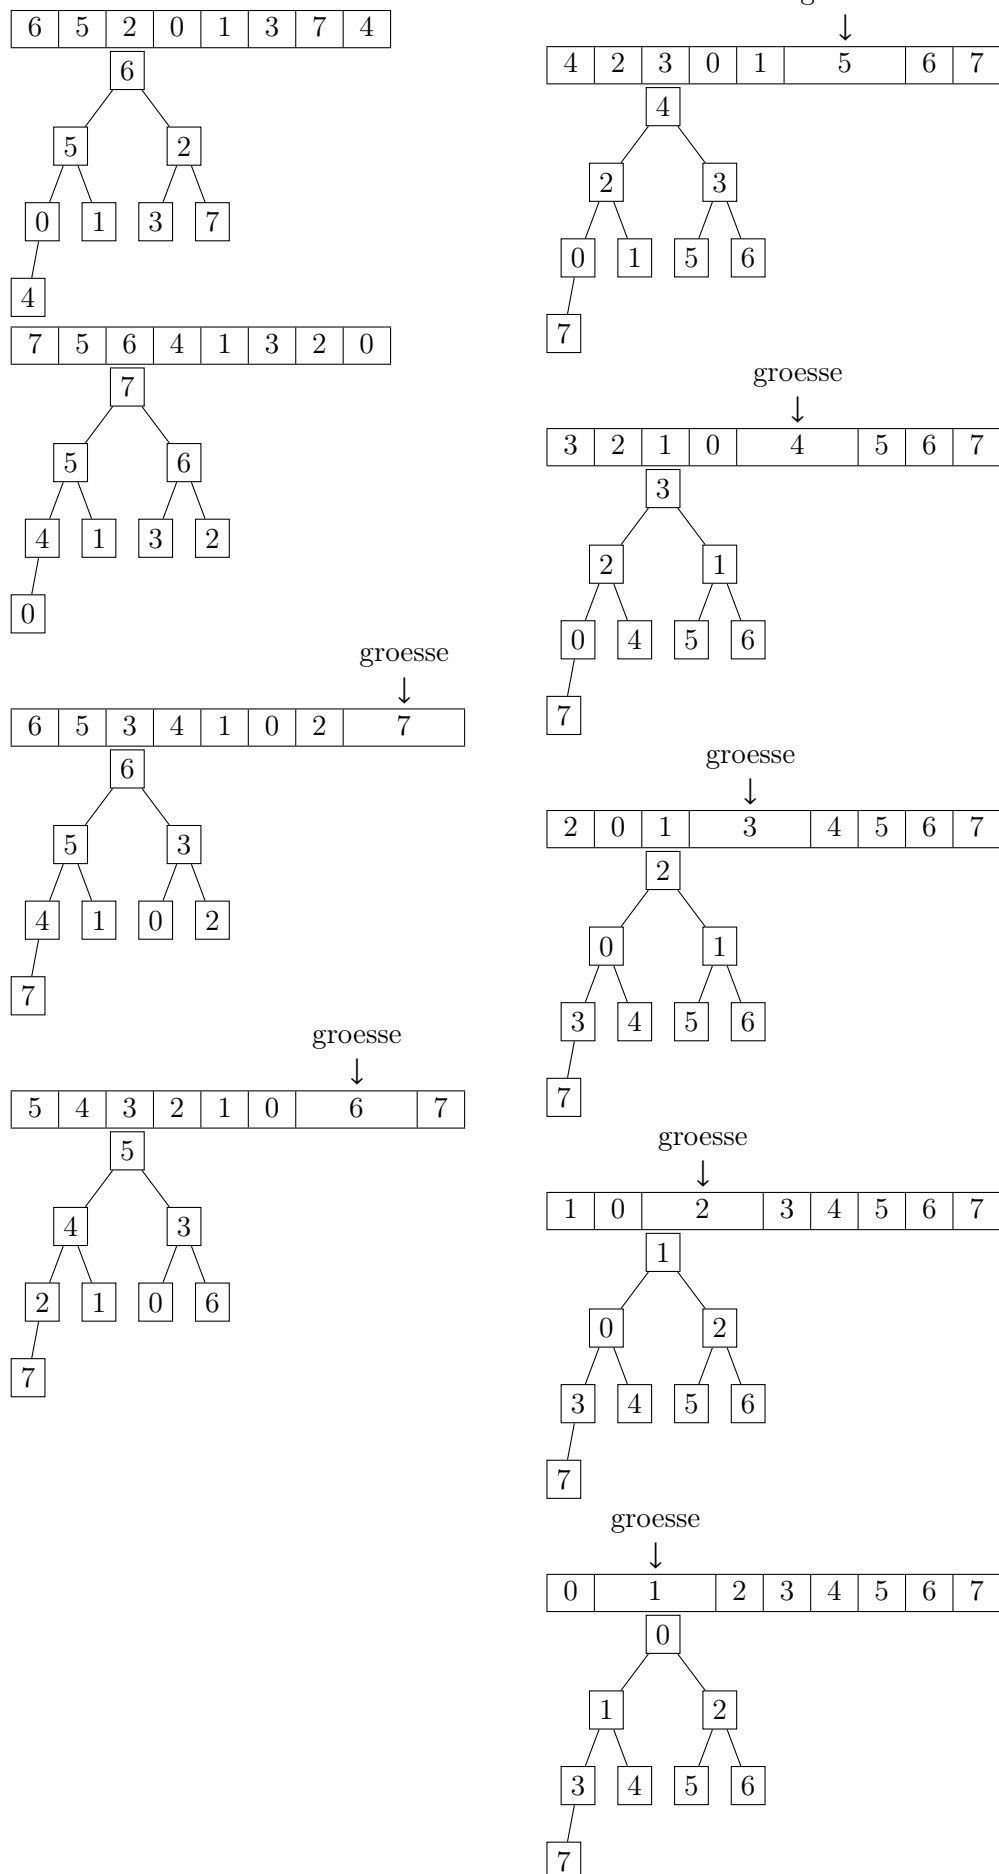 6 5 2 0 1 3 7 4
6
5 2
0 1 3 7
4
7 5 6 4 1 3 2 0
7
5 6
4 1 3 2
0
groesse
↓
6 5 3 4 1 0 2 7
6
5 3
4 1 0 2
7
groesse
↓
5 4 3 2 1 0 6 7
5
4 3
2 1 0 6
7
↓
4 2 3 0 1 5 6 7
4
2 3
0 1 5 6
7
groesse
↓
3 2 1 0 4 5 6 7
3
2 1
0 4 5 6
7
groesse
↓
2 0 1 3 4 5 6 7
2
0 1
3 4 5 6
7
groesse
↓
1 0 2 3 4 5 6 7
1
0 2
3 4 5 6
7
groesse
↓
0 1 2 3 4 5 6 7
0
1 2
3 4 5 6
7